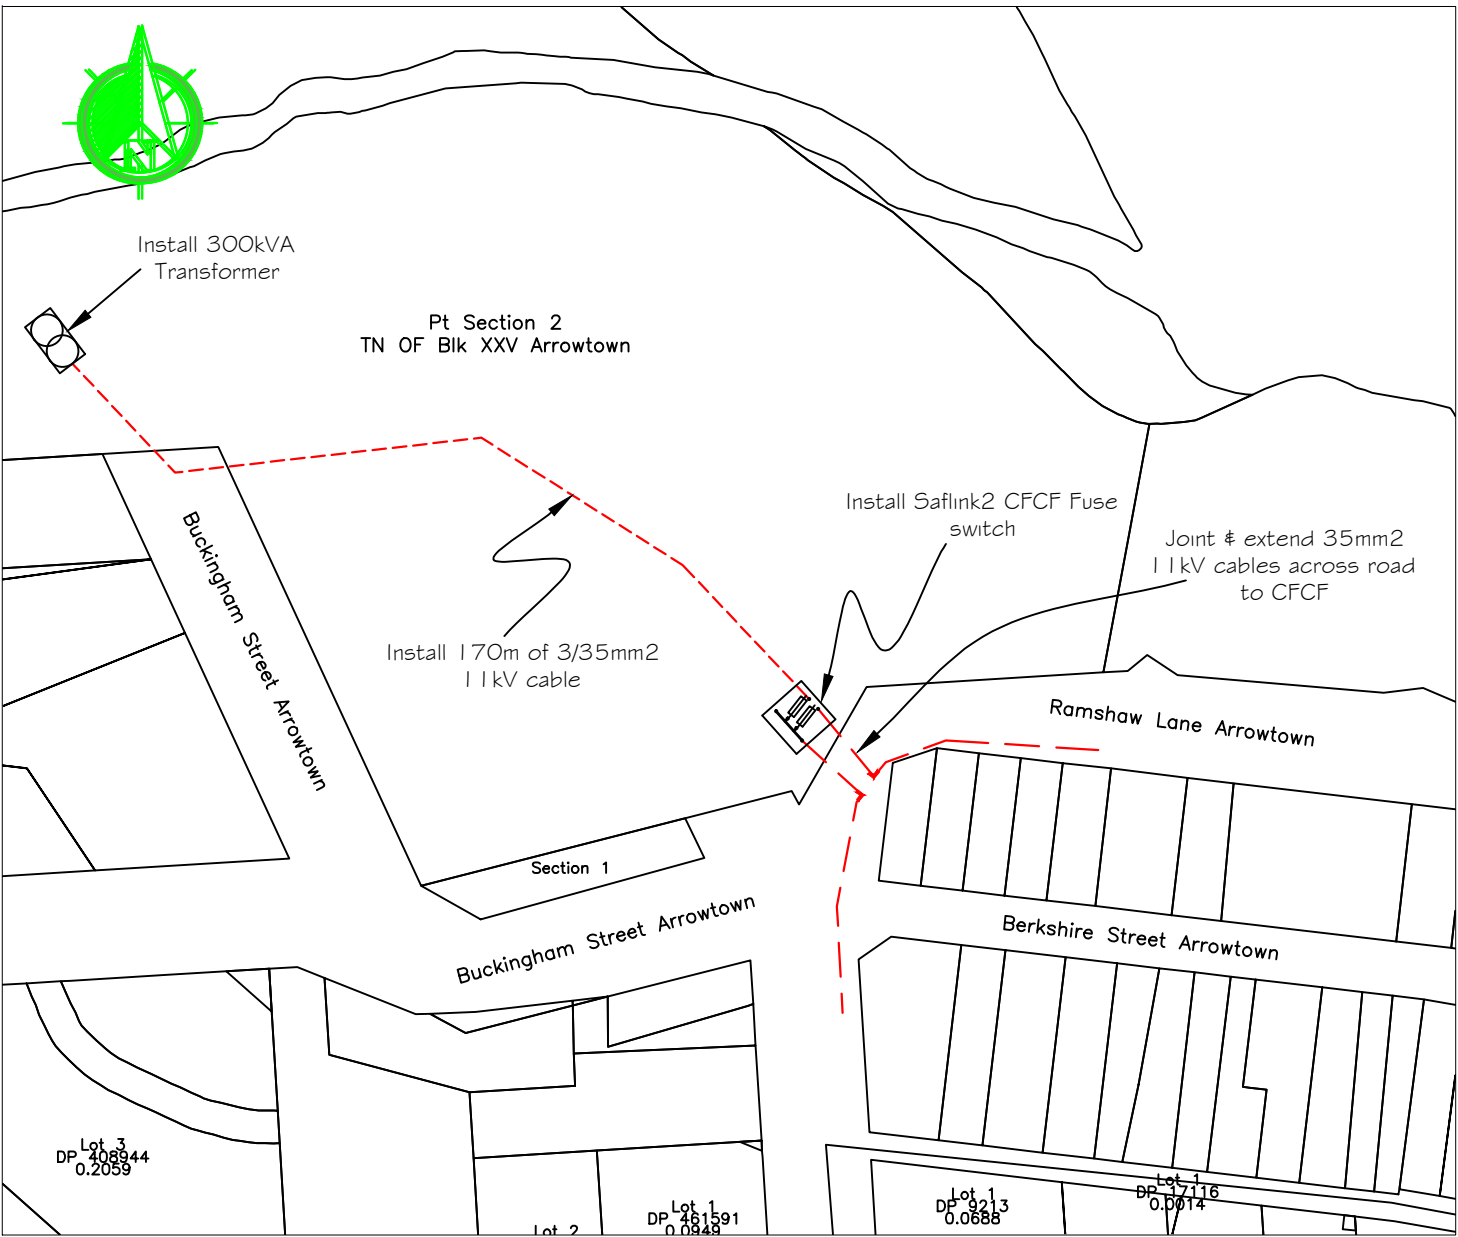 Install 300kVA
Transformer
Pt Section 2
TN OF Blk XXV Arrowtown
Install Saflink2 CFCF Fuse
switch
Joint & extend 35mm2
11kV cables across road
to CFCF
Buckingham Street Arrowtown
Install 170m of 3/35mm2
11kV cable
Ramshaw Lane Arrowtown
Section 1
Buckingham Street Arrowtown
Berkshire Street Arrowtown
Lot 3
DP 408944
0.2059
Lot 2
Lot 1
DP 461591
0.0949
Lot 1
DP 9213
0.0688
Lot 1
DP 17116
0.0014